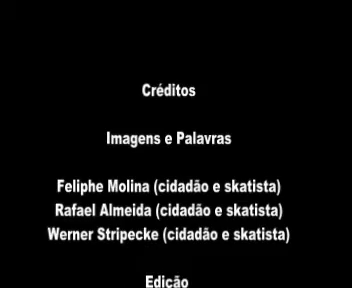 Créditos
Imagens e Palavras
Feliphe Molina (cidadão e skatista)
Rafael Almeida (cidadão e skatista)
Werner Stripecke (cidadão e skatista)
Edição